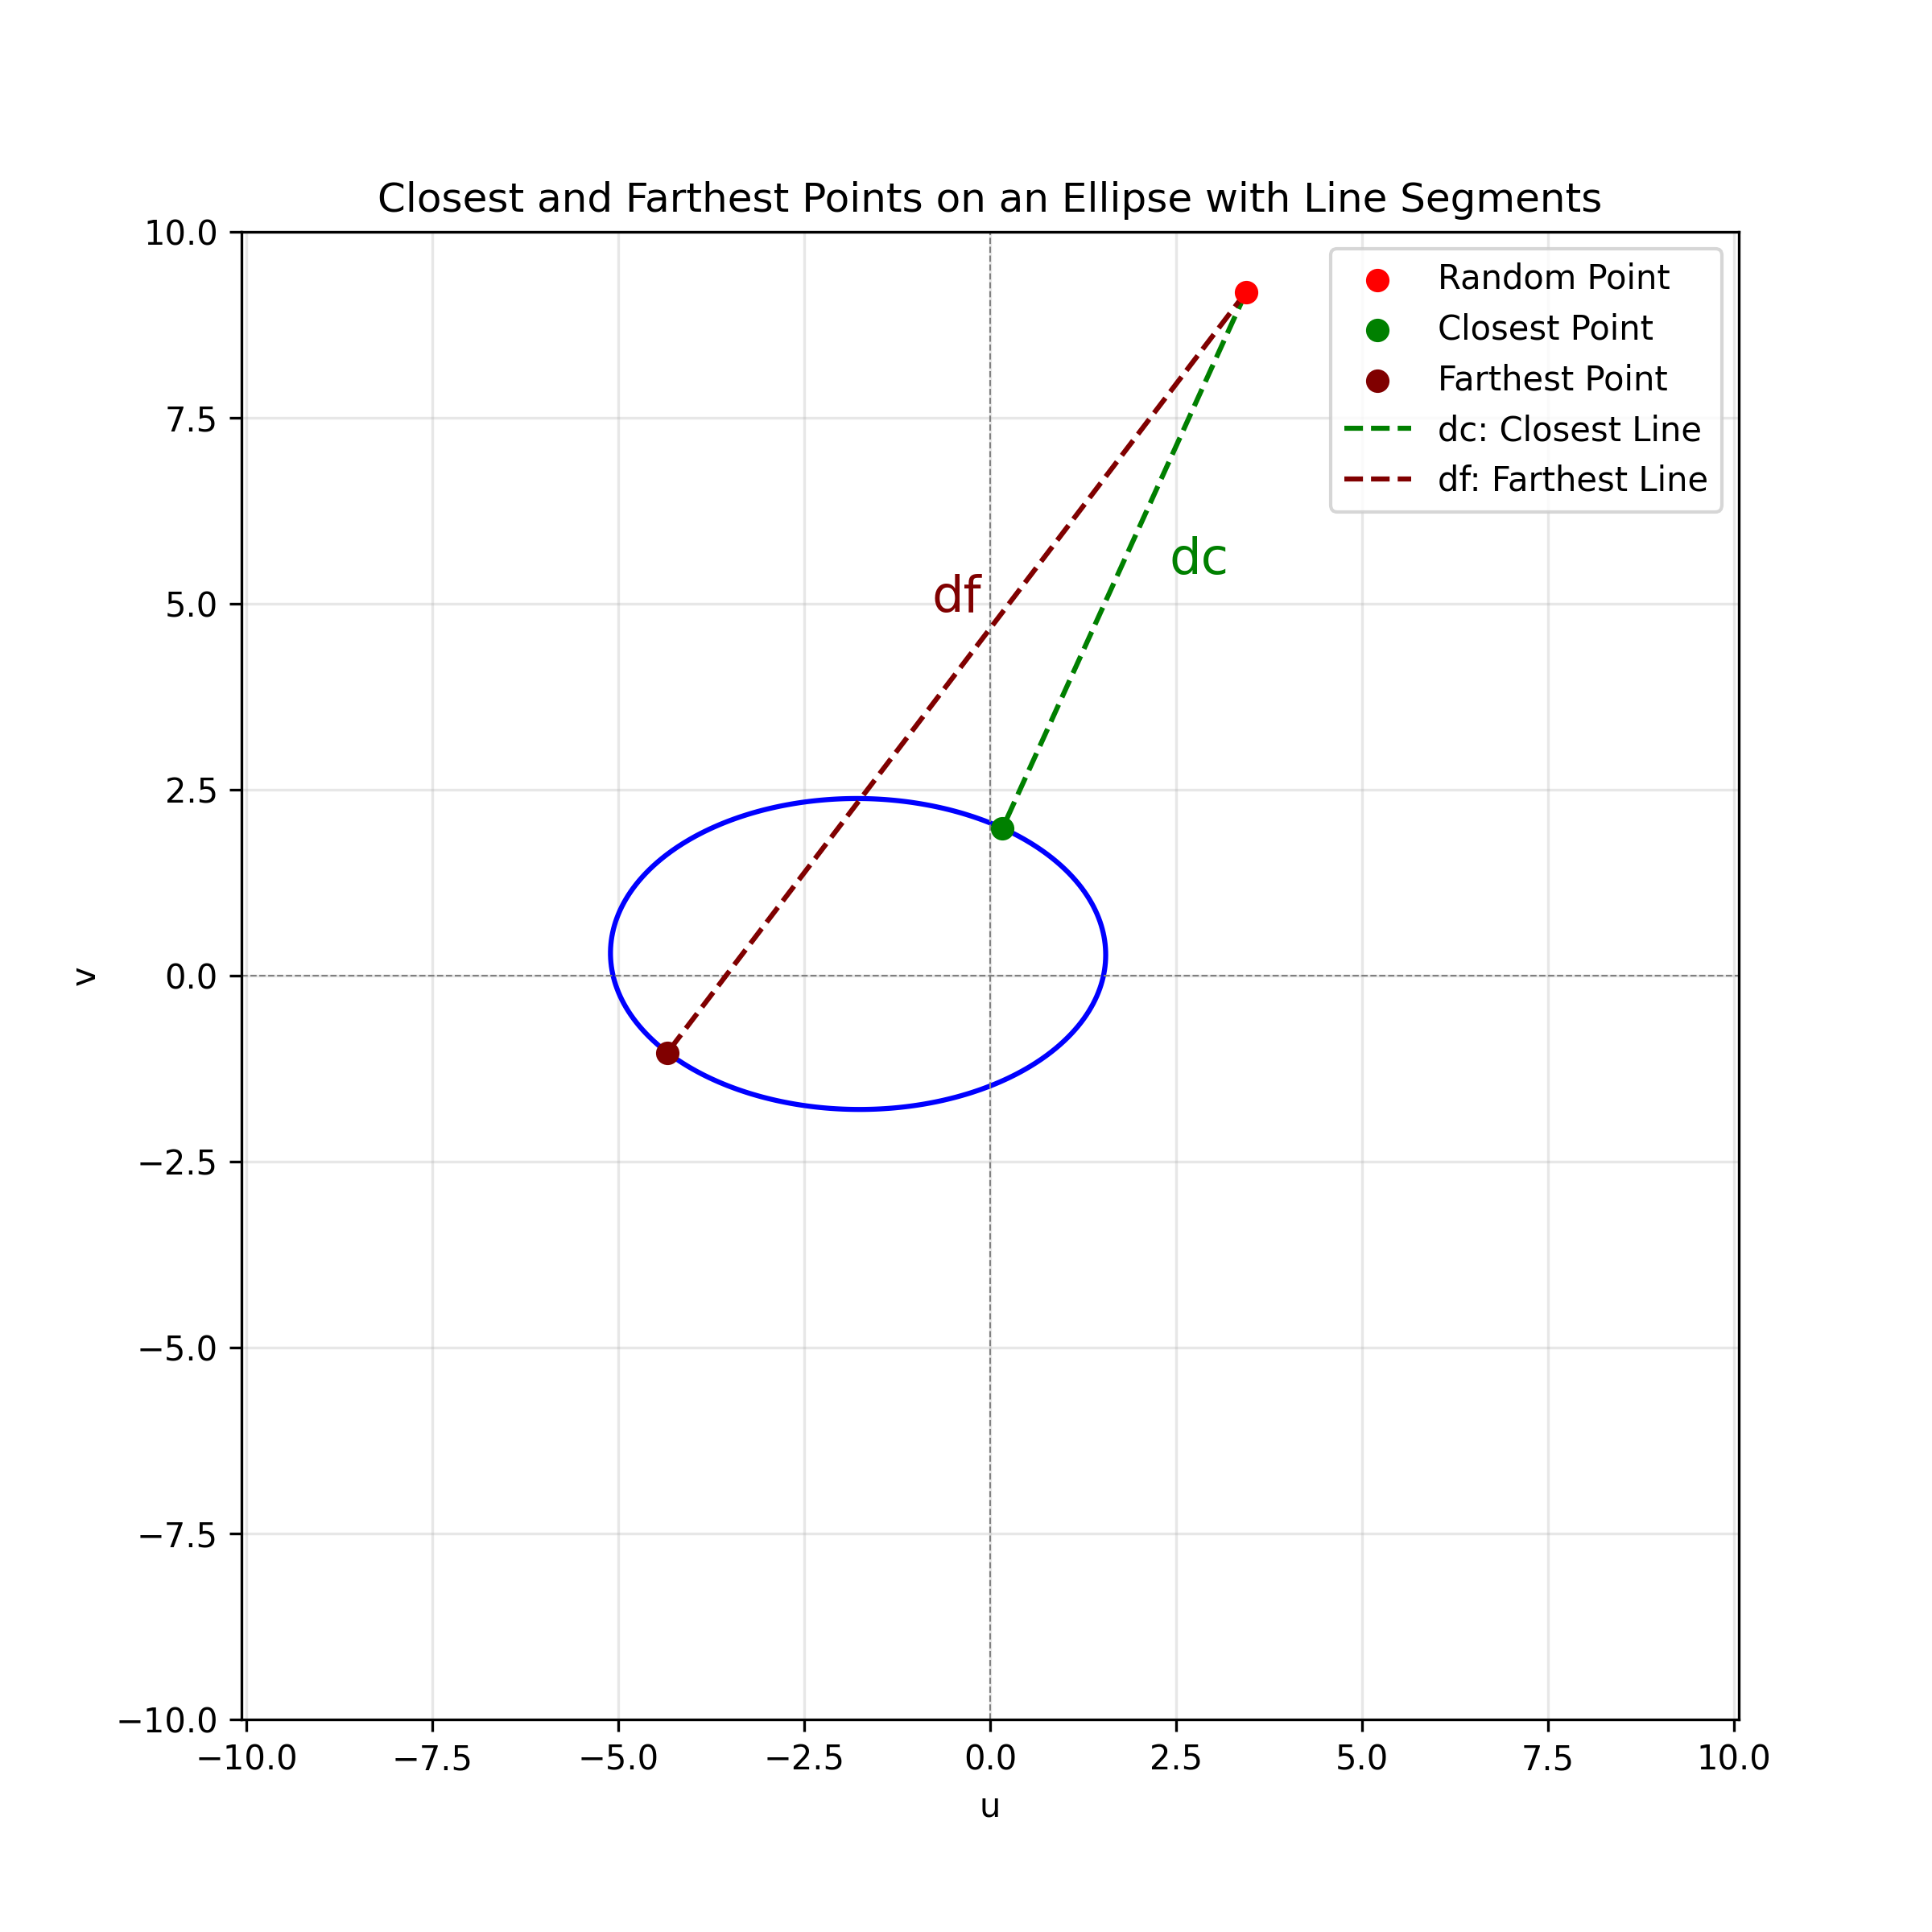 Closest and Farthest Points on an Ellipse with Line Segments
10.0
7.5
5.0
2.5
0.0
−2.5
−5.0
−7.5
−10.0
v
Random Point
Closest Point
Farthest Point
dc: Closest Line
df: Farthest Line
dc
df
−10.0 −7.5 −5.0 −2.5 0.0 2.5 5.0 7.5 10.0
u